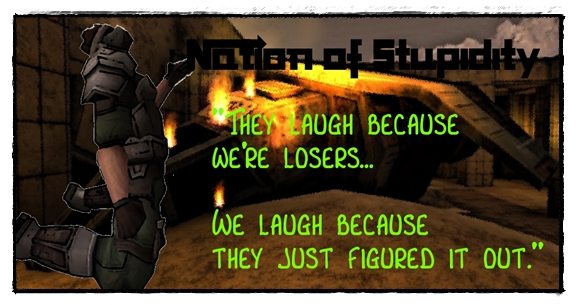 Nation of Stupidity
"They laugh because
we're losers...
We laugh because
they just figured it out."